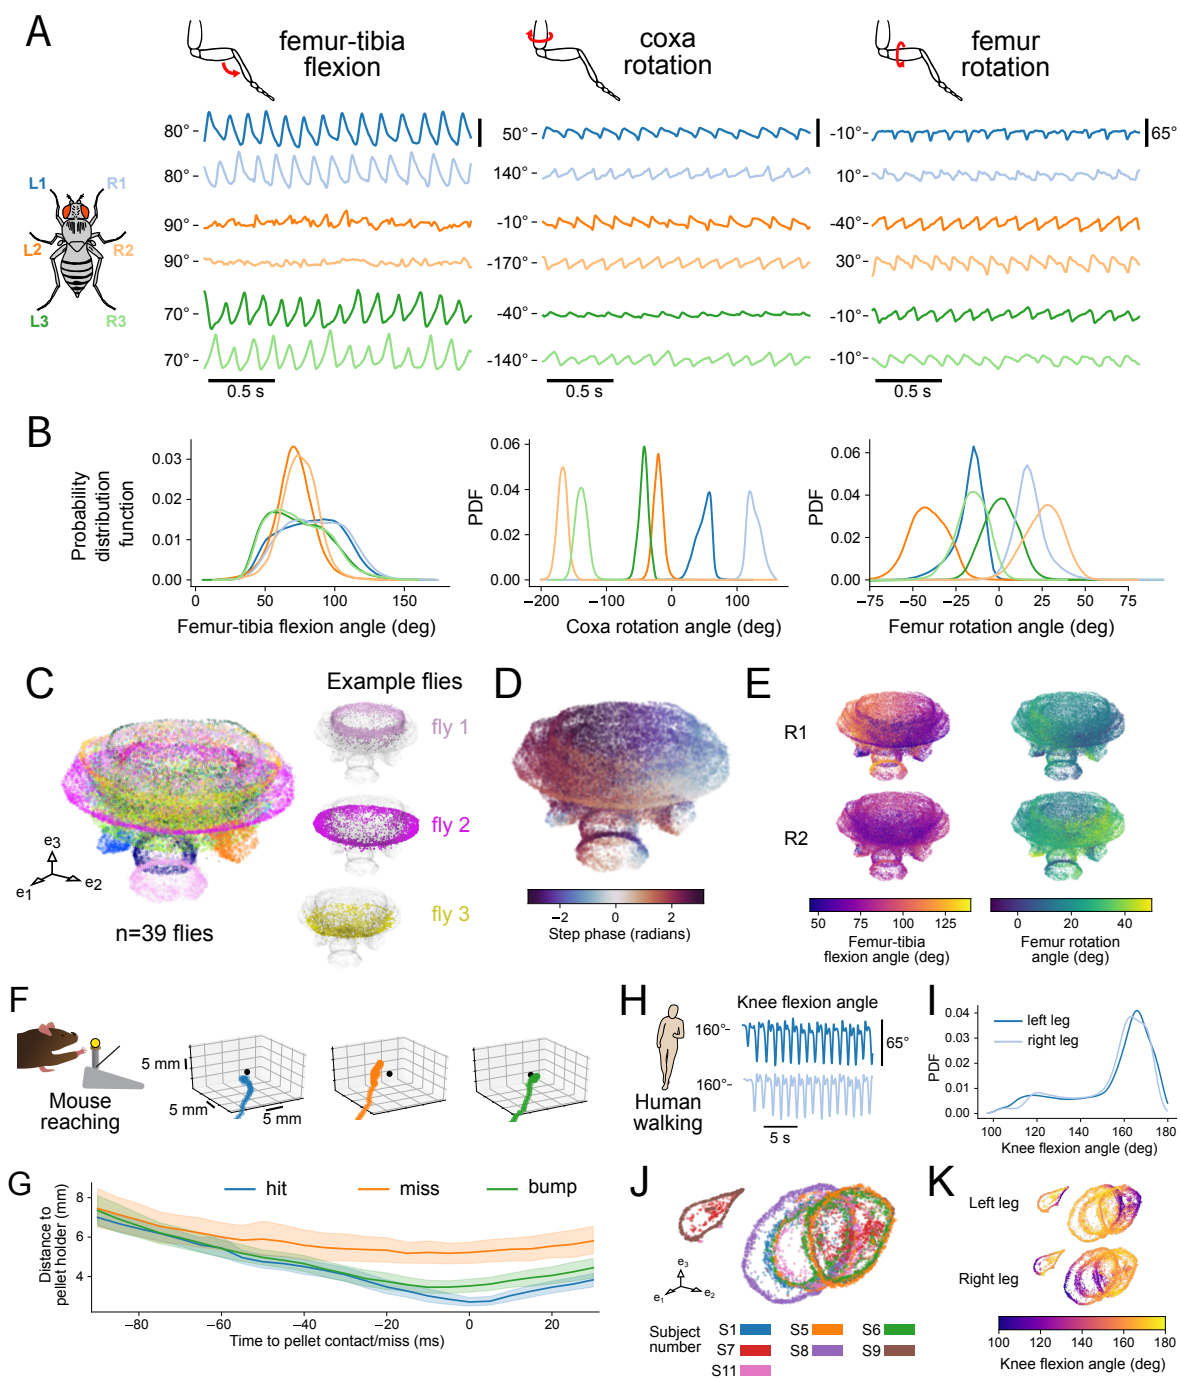 A
femur-tibia
flexion
coxa
rotation
femur
rotation
80°
50°
-10°
65°
80°
140°
10°
L1
R1
90°
-10°
-40°
L2
R2
90°
-170°
30°
L3
R3
70°
-40°
-10°
70°
-140°
-10°
0.5 s
0.5 s
0.5 s
B
Probability
distribution
function
0.03
0.02
0.01
0.00
0
50
100
150
Femur-tibia flexion angle (deg)
PDF
0.06
0.04
0.02
0.00
−200
−100
0
100
Coxa rotation angle (deg)
PDF
0.06
0.04
0.02
0.00
−75
−50
−25
0
25
50
75
Femur rotation angle (deg)
C
Example flies
fly 1
fly 2
fly 3
e3
e1
e2
n=39 flies
D
−2
0
2
Step phase (radians)
E
R1
R2
50
75
100
125
Femur-tibia
flexion angle (deg)
0
20
40
Femur rotation
angle (deg)
F
5 mm
5 mm
5 mm
Mouse
reaching
G
hit
miss
bump
Distance to
pellet holder (mm)
8
6
4
−80
−60
−40
−20
0
20
Time to pellet contact/miss (ms)
H
Knee flexion angle
160°
65°
160°
Human
walking
5 s
I
left leg
right leg
PDF
0.04
0.03
0.02
0.01
0.00
100
120
140
160
180
Knee flexion angle (deg)
J
e3
e1
e2
Subject
number
S1
S5
S6
S7
S8
S9
S11
K
Left leg
Right leg
100
120
140
160
180
Knee flexion angle (deg)